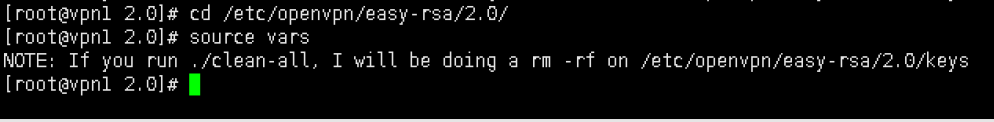 [root@vpn1 2.0]# cd /etc/openvpn/easy-rsa/2.0/
[root@vpn1 2.0]# source vars
NOTE: If you run ./clean-all, I will be doing a rm -rf on /etc/openvpn/easy-rsa/2.0/keys
[root@vpn1 2.0]#